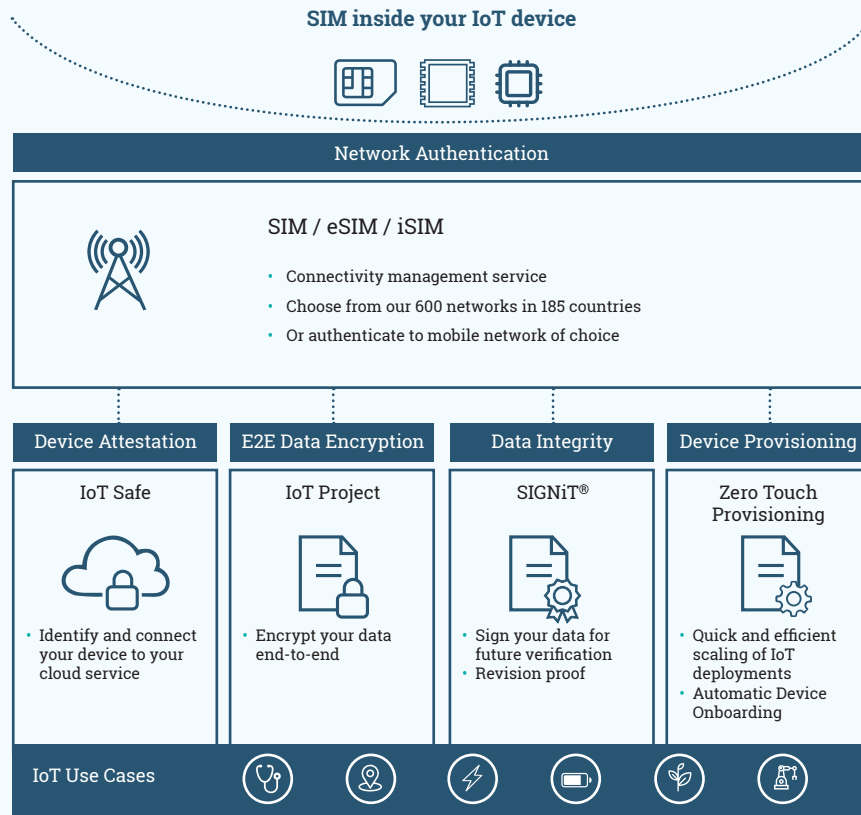 SIM inside your IoT device
Network Authentication
SIM / eSIM / iSIM
• Connectivity management service
• Choose from our 600 networks in 185 countries
• Or authenticate to mobile network of choice
Device Attestation
E2E Data Encryption
Data Integrity
Device Provisioning
IoT Safe
• Identify and connect
your device to your
cloud service
IoT Project
• Encrypt your data
end-to-end
SIGNiT®
• Sign your data for
future verification
• Revision proof
Zero Touch
Provisioning
• Quick and efficient
scaling of IoT
deployments
• Automatic Device
Onboarding
IoT Use Cases